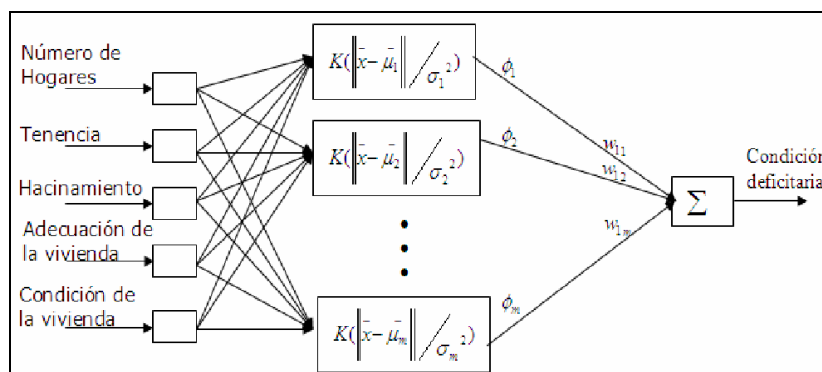 Número de
Hogares
Tenencia
Hacinamiento
Adecuación de
la vivienda
Condición de
la vivienda
K(‖x̄ − μ̄₁‖ / σ₁²)
K(‖x̄ − μ̄₂‖ / σ₂²)
K(‖x̄ − μ̄ₘ‖ / σₘ²)
ϕ₁
ϕ₂
ϕₘ
w₁₁
w₁₂
w₁ₘ
Σ
Condición
deficitaria